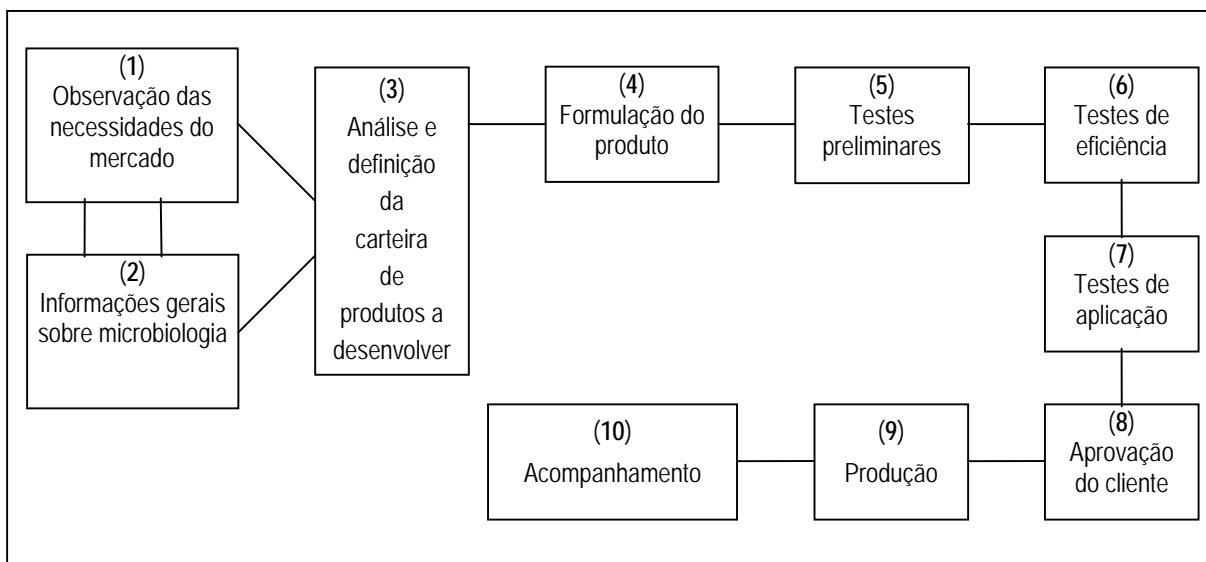 (1)
Observação das
necessidades do
mercado
(2)
Informações gerais
sobre microbiologia
(3)
Análise e
definição
da
carteira
de
produtos a
desenvolver
(4)
Formulação do
produto
(5)
Testes
preliminares
(6)
Testes de
eficiência
(7)
Testes de
aplicação
(8)
Aprovação
do cliente
(9)
Produção
(10)
Acompanhamento